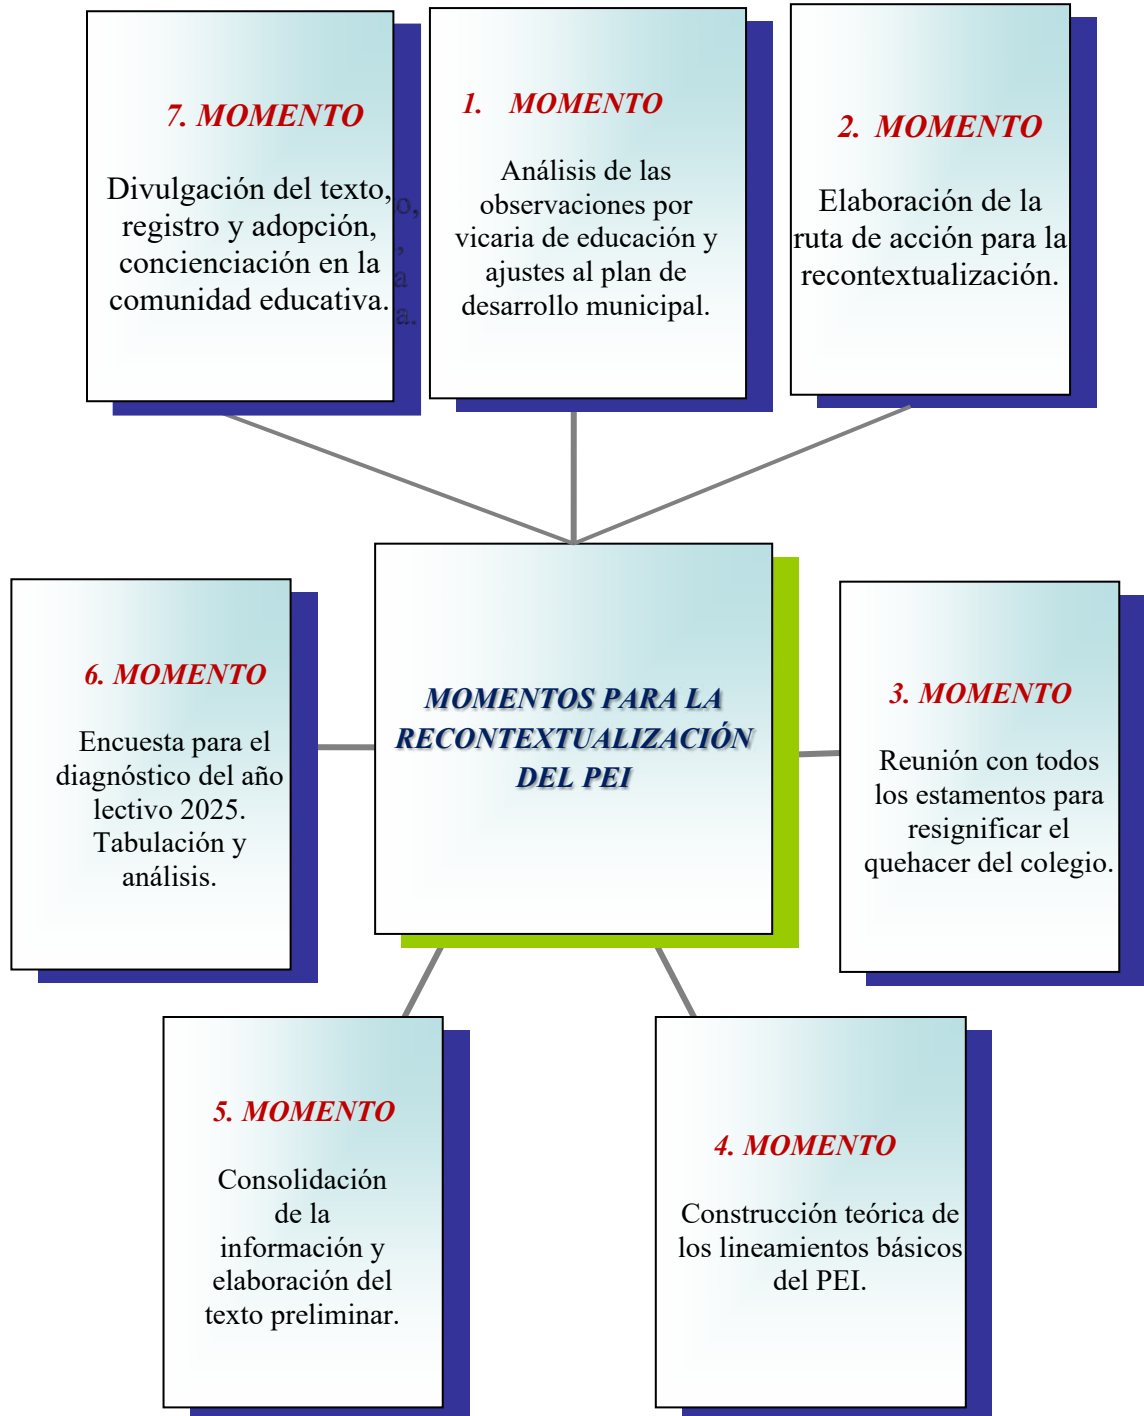 7. MOMENTO
Divulgación del texto,
registro y adopción,
concienciación en la
comunidad educativa.
1. MOMENTO
Análisis de las
observaciones por
vicaria de educación y
ajustes al plan de
desarrollo municipal.
2. MOMENTO
Elaboración de la
ruta de acción para la
recontextualización.
MOMENTOS PARA LA
RECONTEXTUALIZACIÓN
DEL PEI
6. MOMENTO
Encuesta para el
diagnóstico del año
lectivo 2025.
Tabulación y
análisis.
3. MOMENTO
Reunión con todos
los estamentos para
resignificar el
quehacer del colegio.
5. MOMENTO
Consolidación
de la
información y
elaboración del
texto preliminar.
4. MOMENTO
Construcción teórica de
los lineamientos básicos
del PEI.